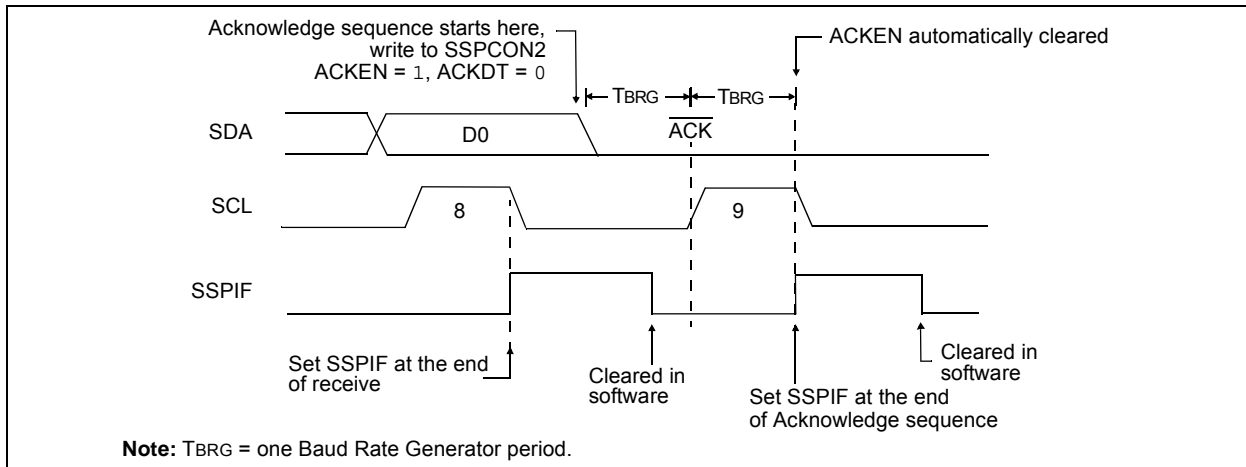 Acknowledge sequence starts here,
write to SSPCON2
ACKEN = 1, ACKDT = 0
ACKEN automatically cleared
TBRG
TBRG
SDA
D0
ACK
SCL
8
9
SSPIF
Set SSPIF at the end
of receive
Cleared in
software
Set SSPIF at the end
of Acknowledge sequence
Cleared in
software
Note: TBRG = one Baud Rate Generator period.